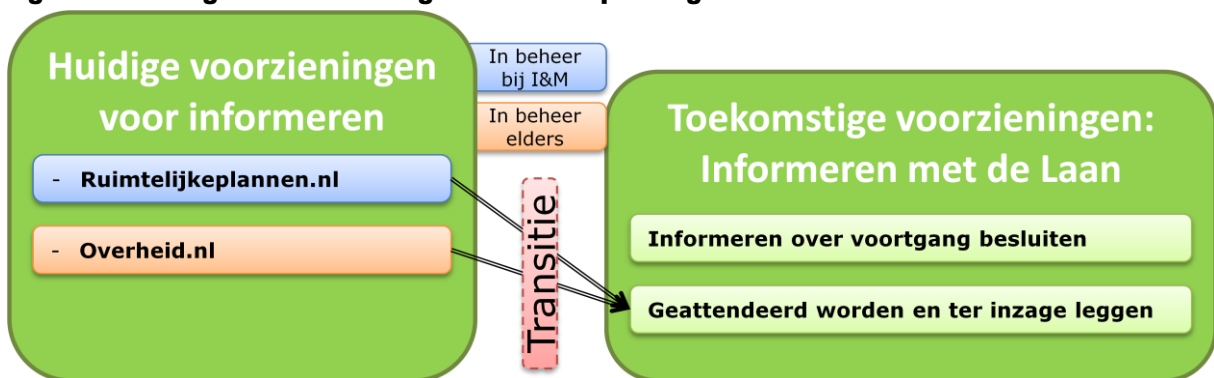 Huidige voorzieningen
voor informeren
- Ruimtelijkeplannen.nl
- Overheid.nl
In beheer
bij I&M
In beheer
elders
Transitie
Toekomstige voorzieningen:
Informeren met de Laan
Informeren over voortgang besluiten
Geattendeerd worden en ter inzage leggen